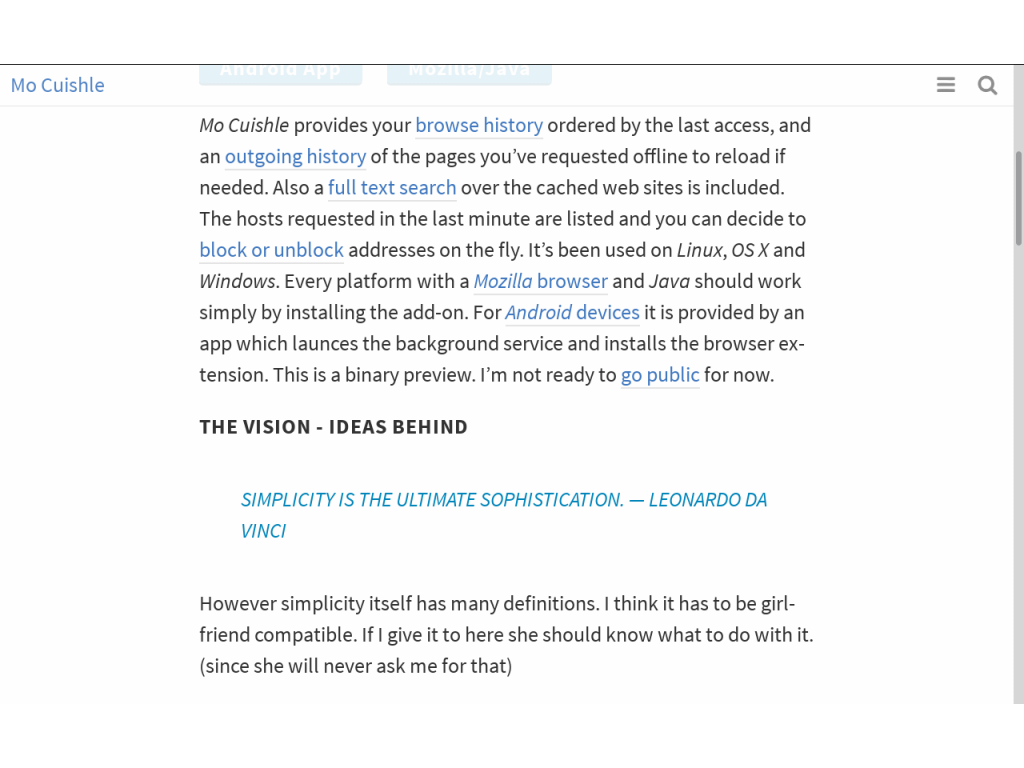 Android App Mozilla/Java
Mo Cuishle
Mo Cuishle provides your browse history ordered by the last access, and
an outgoing history of the pages you’ve requested offline to reload if
needed. Also a full text search over the cached web sites is included.
The hosts requested in the last minute are listed and you can decide to
block or unblock addresses on the fly. It’s been used on Linux, OS X and
Windows. Every platform with a Mozilla browser and Java should work
simply by installing the add-on. For Android devices it is provided by an
app which launces the background service and installs the browser ex-
tension. This is a binary preview. I’m not ready to go public for now.
THE VISION - IDEAS BEHIND
SIMPLICITY IS THE ULTIMATE SOPHISTICATION. — LEONARDO DA
VINCI
However simplicity itself has many definitions. I think it has to be girl-
friend compatible. If I give it to here she should know what to do with it.
(since she will never ask me for that)